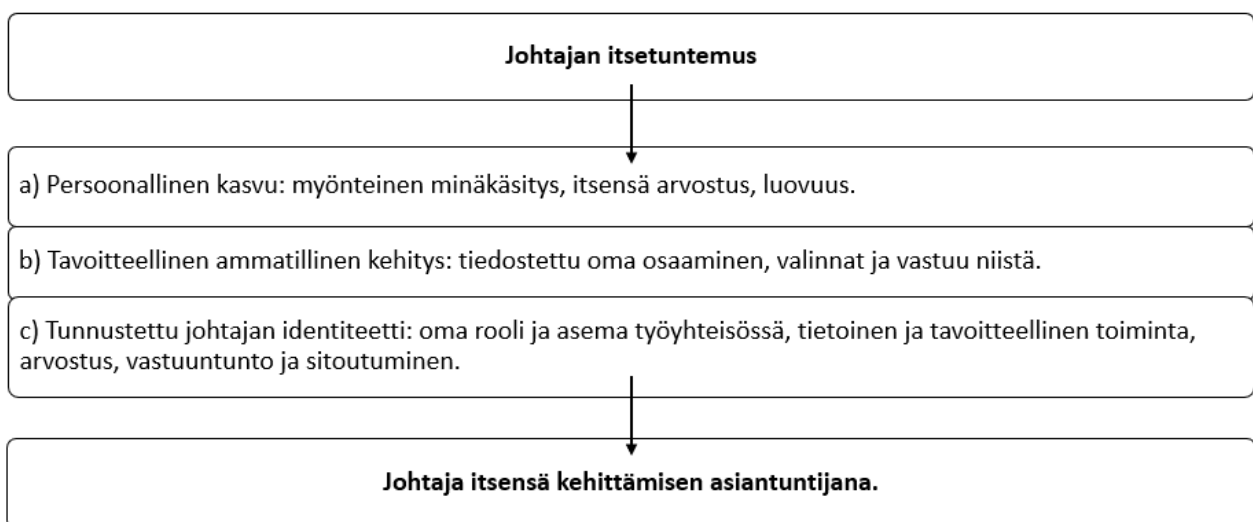 Johtajan itsetuntemus
a) Persoonallinen kasvu: myönteinen minäkäsitys, itsensä arvostus, luovuus.
b) Tavoitteellinen ammatillinen kehitys: tiedostettu oma osaaminen, valinnat ja vastuu niistä.
c) Tunnustettu johtajan identiteetti: oma rooli ja asema työyhteisössä, tietoinen ja tavoitteellinen toiminta,
arvostus, vastuuntunto ja sitoutuminen.
Johtaja itsensä kehittämisen asiantuntijana.